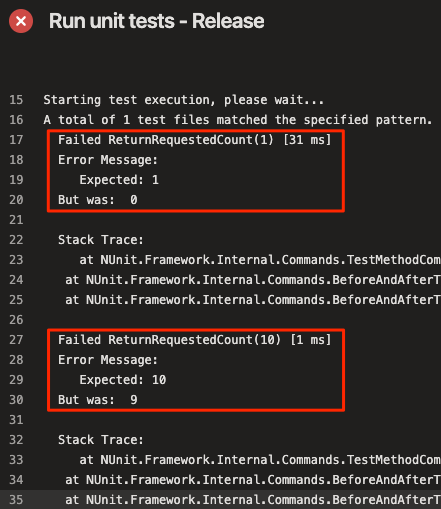 Run unit tests - Release
15 Starting test execution, please wait...
16 A total of 1 test files matched the specified pattern.
17 Failed ReturnRequestedCount(1) [31 ms]
18 Error Message:
19 Expected: 1
20 But was: 0
21
22 Stack Trace:
23 at NUnit.Framework.Internal.Commands.TestMethodCom
24 at NUnit.Framework.Internal.Commands.BeforeAndAfterT
25 at NUnit.Framework.Internal.Commands.BeforeAndAfterT
26
27 Failed ReturnRequestedCount(10) [1 ms]
28 Error Message:
29 Expected: 10
30 But was: 9
31
32 Stack Trace:
33 at NUnit.Framework.Internal.Commands.TestMethodCom
34 at NUnit.Framework.Internal.Commands.BeforeAndAfterT
35 at NUnit.Framework.Internal.Commands.BeforeAndAfterT